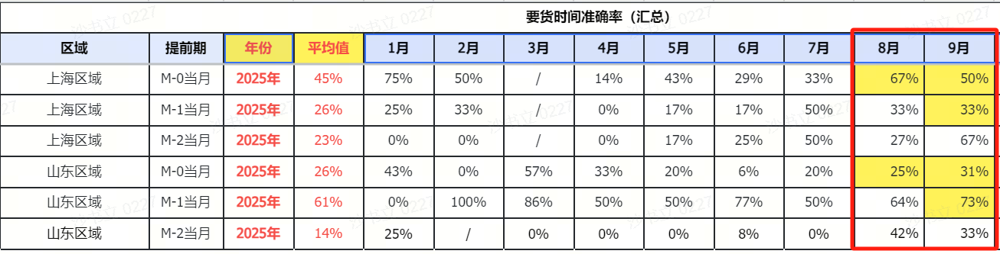 要货时间准确率（汇总）
区域 提前期 年份 平均值 1月 2月 3月 4月 5月 6月 7月 8月 9月
上海区域 M-0当月 2025年 45% 75% 50% / 14% 43% 29% 33% 67% 50%
上海区域 M-1当月 2025年 26% 25% 33% / 0% 17% 17% 50% 33% 33%
上海区域 M-2当月 2025年 23% 0% 0% / 0% 17% 25% 50% 27% 67%
山东区域 M-0当月 2025年 26% 43% 0% 57% 33% 20% 6% 20% 25% 31%
山东区域 M-1当月 2025年 61% 0% 100% 86% 50% 50% 77% 50% 64% 73%
山东区域 M-2当月 2025年 14% 25% / 0% 0% 0% 8% 0% 42% 33%
沙书立 0227